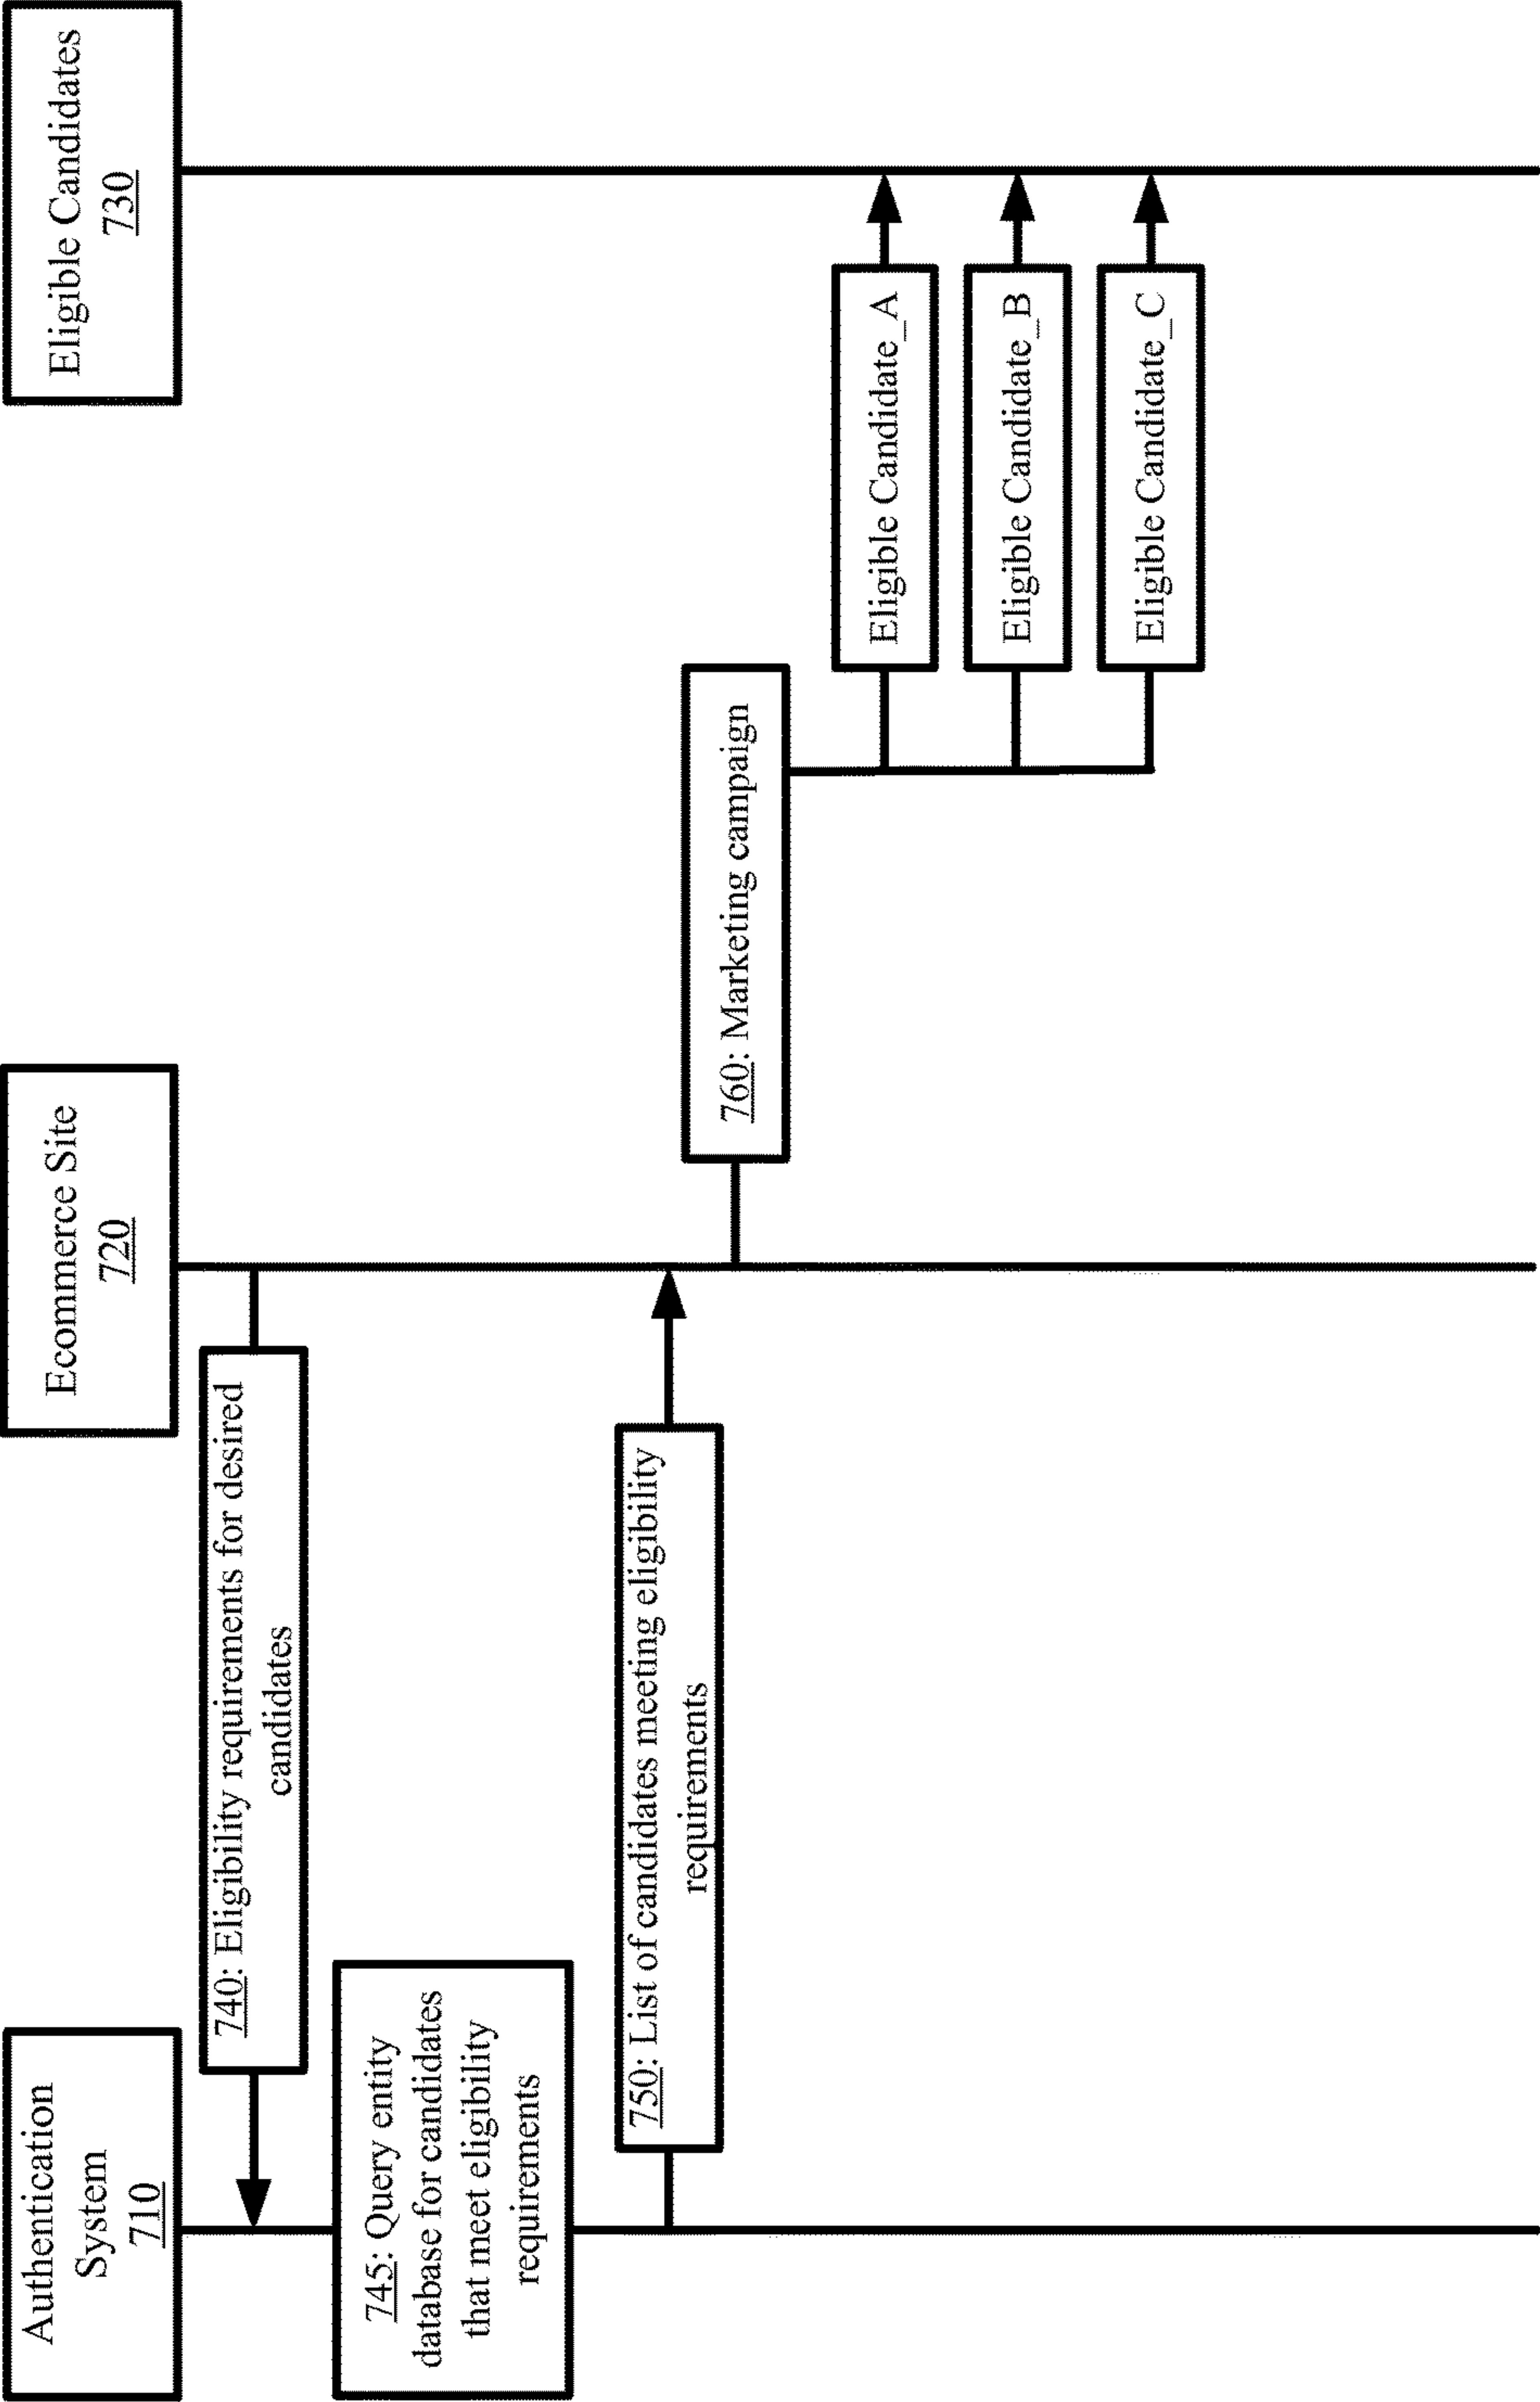 Authentication
System
710
Ecommerce Site
720
Eligible Candidates
730
740: Eligibility requirements for desired
candidates
745: Query entity
database for candidates
that meet eligibility
requirements
750: List of candidates meeting eligibility
requirements
760: Marketing campaign
Eligible Candidate_A
Eligible Candidate_B
Eligible Candidate_C